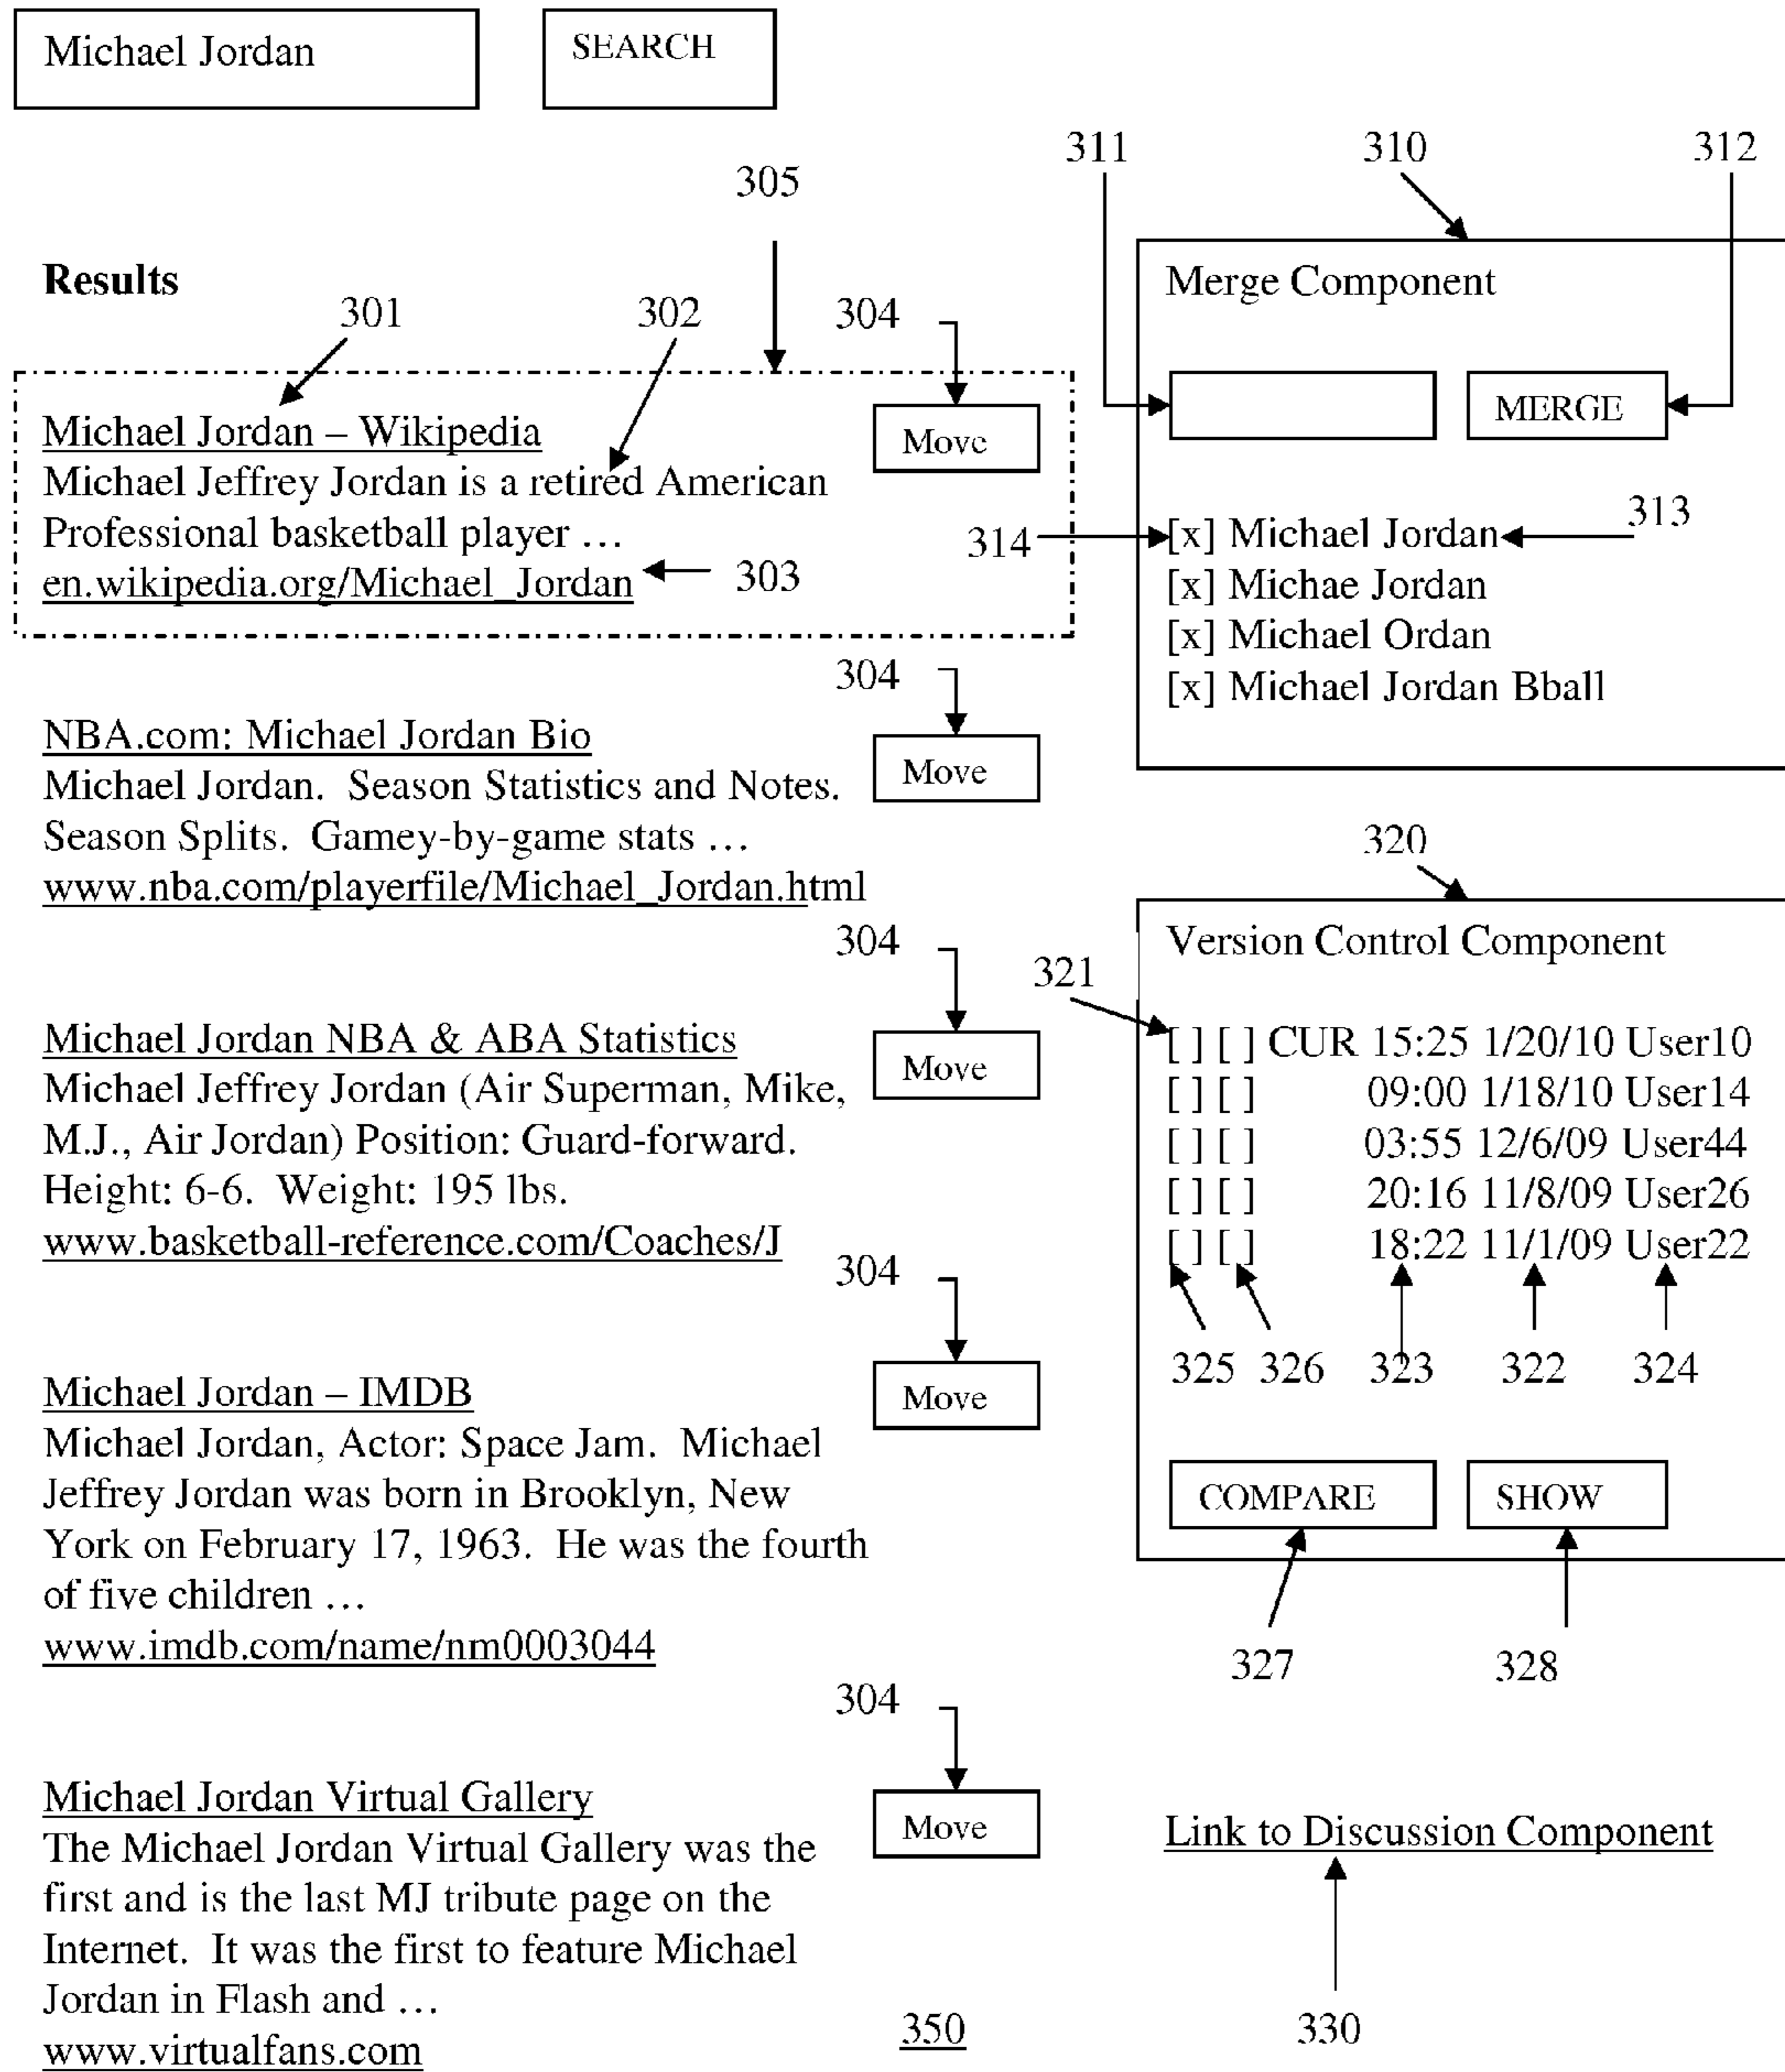 Michael Jordan
SEARCH
311
310
312
305
Results
301
302
304
Michael Jordan – Wikipedia
Michael Jeffrey Jordan is a retired American
Professional basketball player …
en.wikipedia.org/Michael_Jordan
303
Move
304
NBA.com: Michael Jordan Bio
Michael Jordan.  Season Statistics and Notes.
Season Splits.  Gamey-by-game stats …
www.nba.com/playerfile/Michael_Jordan.html
Move
304
Michael Jordan NBA & ABA Statistics
Michael Jeffrey Jordan (Air Superman, Mike,
M.J., Air Jordan) Position: Guard-forward.
Height: 6-6.  Weight: 195 lbs.
www.basketball-reference.com/Coaches/J
Move
304
Michael Jordan – IMDB
Michael Jordan, Actor: Space Jam.  Michael
Jeffrey Jordan was born in Brooklyn, New
York on February 17, 1963.  He was the fourth
of five children …
www.imdb.com/name/nm0003044
Move
304
Michael Jordan Virtual Gallery
The Michael Jordan Virtual Gallery was the
first and is the last MJ tribute page on the
Internet.  It was the first to feature Michael
Jordan in Flash and …
www.virtualfans.com
Move
Merge Component
MERGE
314
[x] Michael Jordan
313
[x] Michae Jordan
[x] Michael Ordan
[x] Michael Jordan Bball
320
Version Control Component
321
[ ] [ ] CUR 15:25 1/20/10 User10
[ ] [ ] 09:00 1/18/10 User14
[ ] [ ] 03:55 12/6/09 User44
[ ] [ ] 20:16 11/8/09 User26
[ ] [ ] 18:22 11/1/09 User22
325 326 323 322 324
COMPARE
SHOW
327
328
Link to Discussion Component
330
350